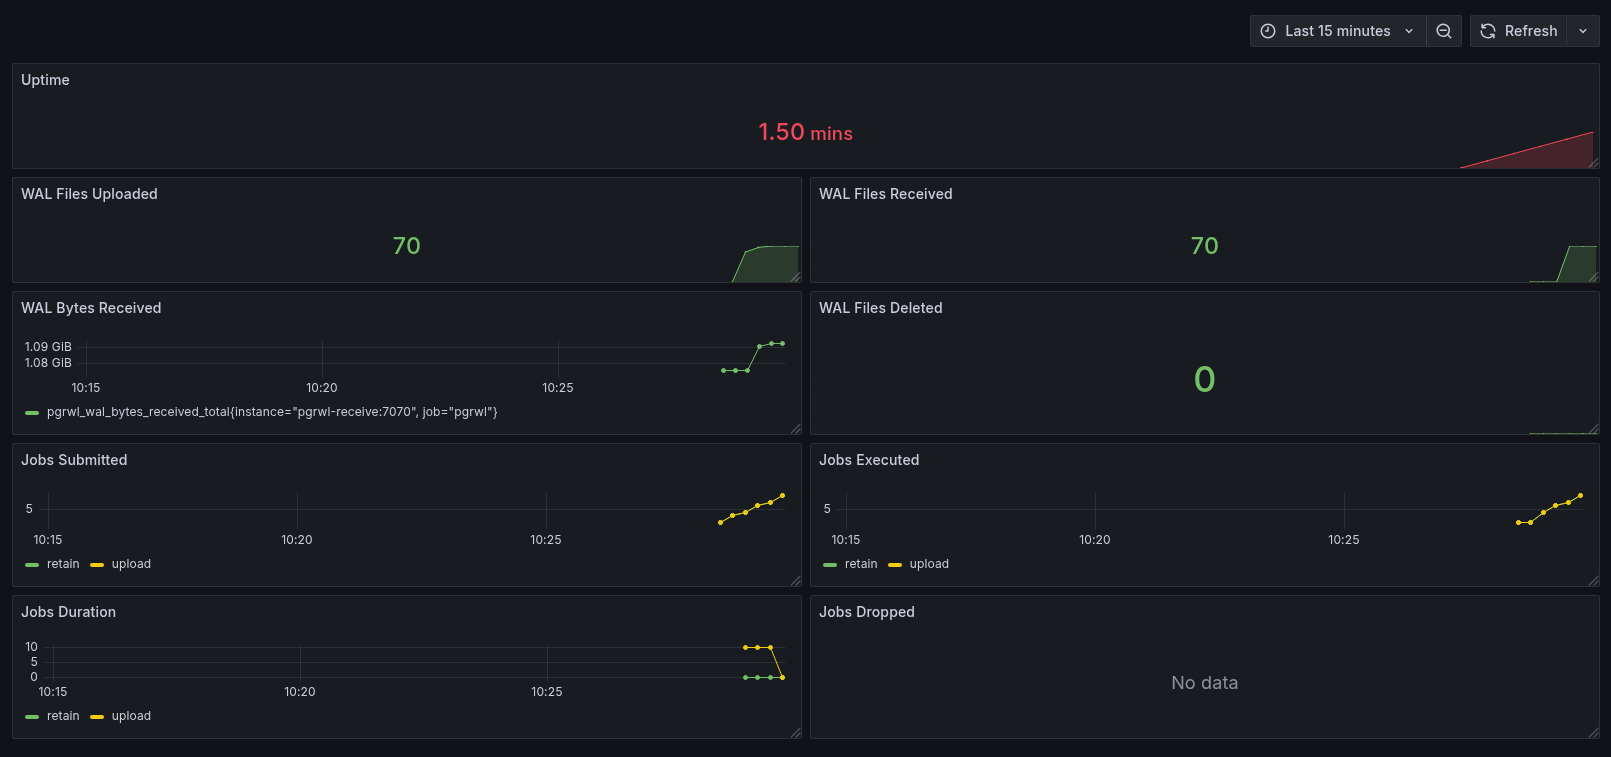 Last 15 minutes
Refresh
Uptime
1.50 mins
WAL Files Uploaded
70
WAL Files Received
70
WAL Bytes Received
1.09 GiB
1.08 GiB
10:15 10:20 10:25
pgrwl_wal_bytes_received_total{instance="pgrwl-receive:7070", job="pgrwl"}
WAL Files Deleted
0
Jobs Submitted
5
10:15 10:20 10:25
retain upload
Jobs Executed
5
10:15 10:20 10:25
retain upload
Jobs Duration
10
5
0
10:15 10:20 10:25
retain upload
Jobs Dropped
No data